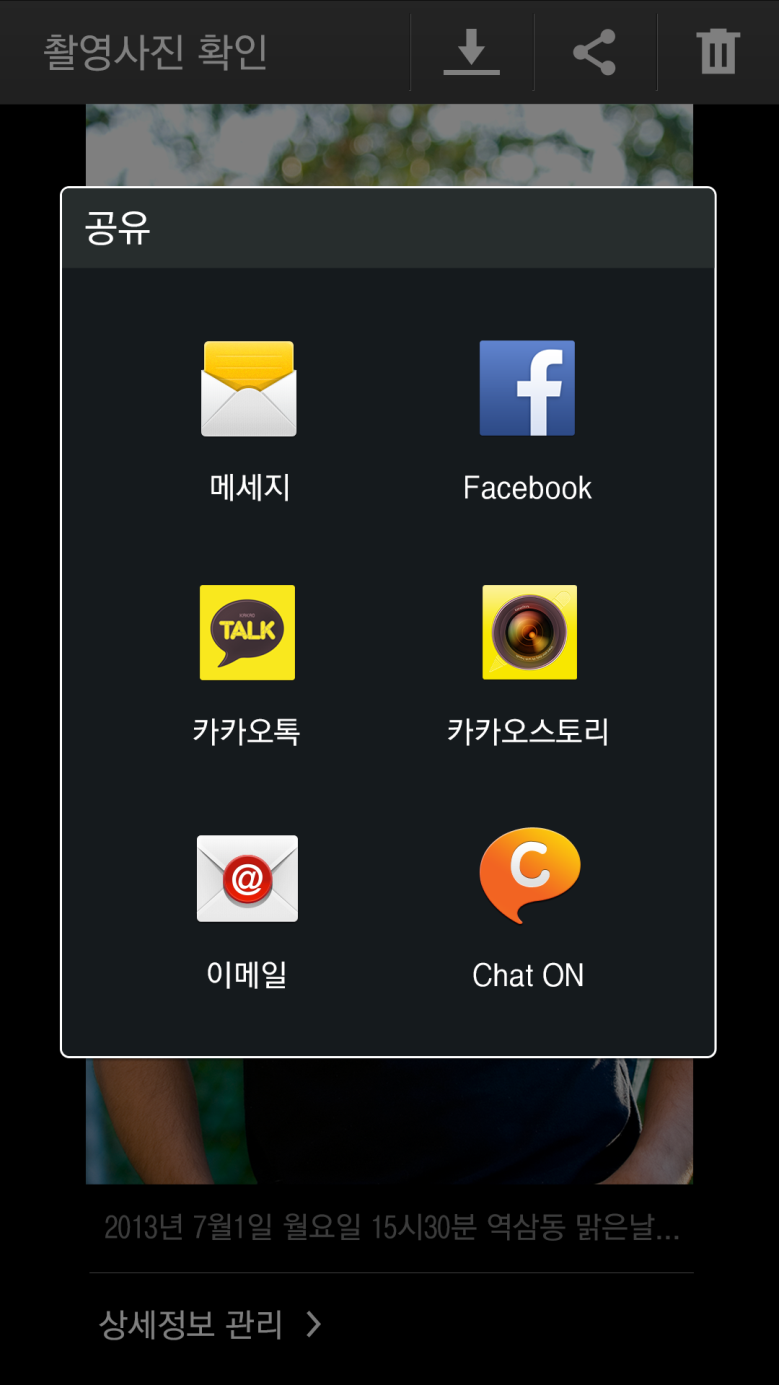 촬영사진 확인
공유
메세지
Facebook
TALK
카카오톡
카카오스토리
@
이메일
C
Chat ON
2013년 7월1일 월요일 15시30분 역삼동 맑은날...
상세정보 관리 >